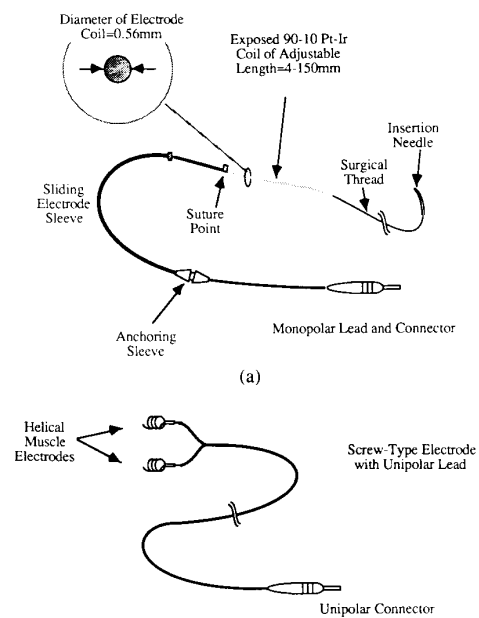 Diameter of Electrode
Coil=0.56mm
Exposed 90-10 Pt-Ir
Coil of Adjustable
Length=4-150mm
Insertion
Needle
Surgical
Thread
Sliding
Electrode
Sleeve
Suture
Point
Anchoring
Sleeve
Monopolar Lead and Connector
(a)
Helical
Muscle
Electrodes
Screw-Type Electrode
with Unipolar Lead
Unipolar Connector